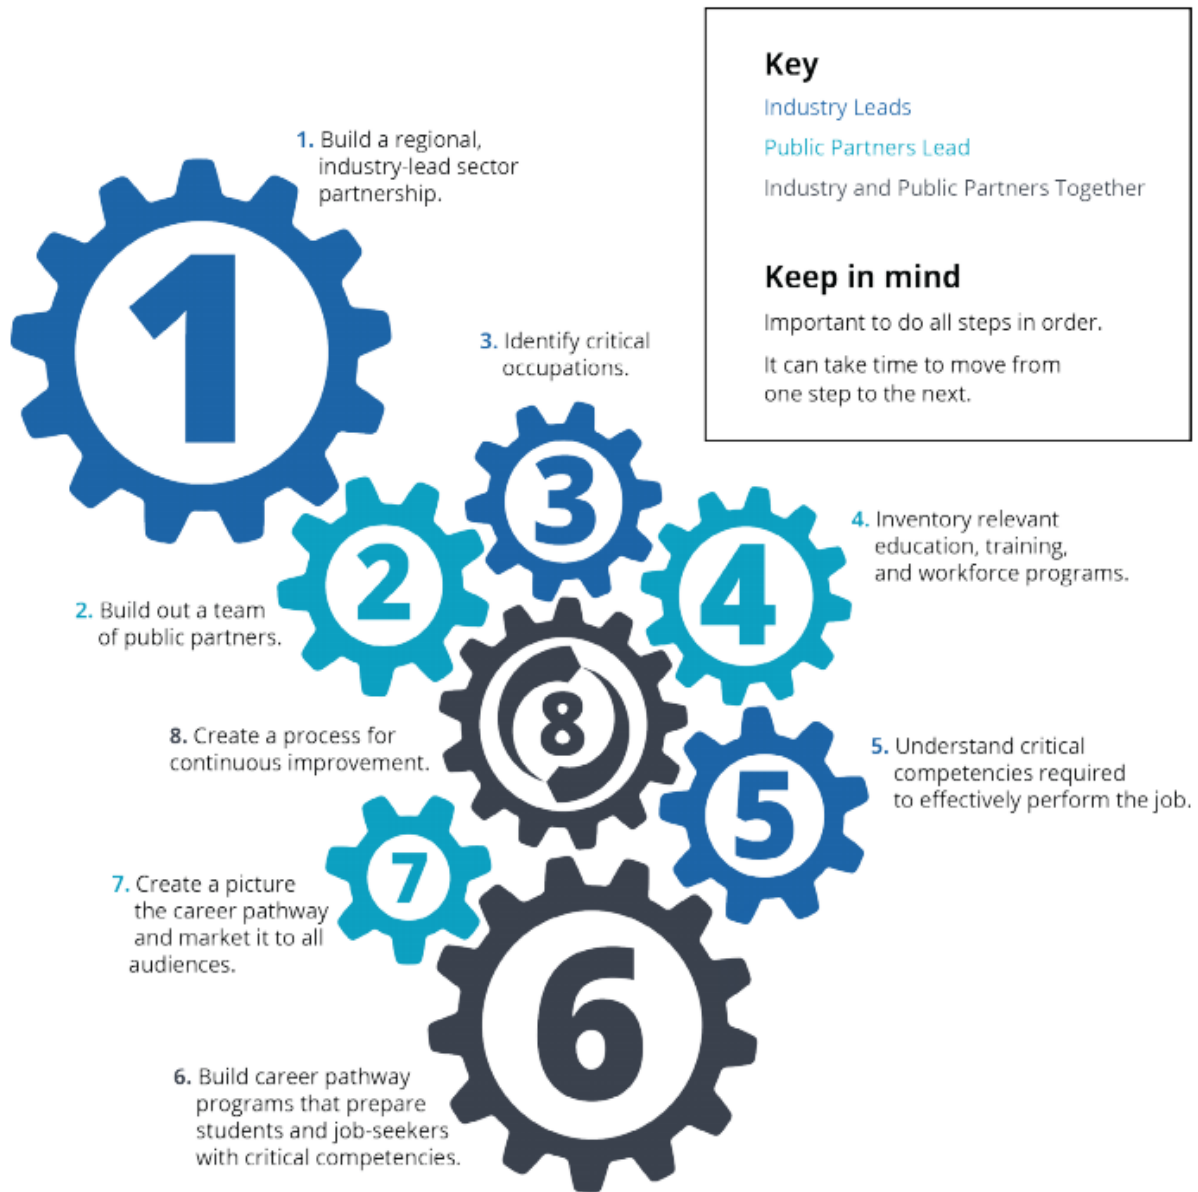 Key
Industry Leads
Public Partners Lead
Industry and Public Partners Together
Keep in mind
Important to do all steps in order.
It can take time to move from
one step to the next.
1. Build a regional,
industry-lead sector
partnership.
1
3. Identify critical
occupations.
3
2
2. Build out a team
of public partners.
4
4. Inventory relevant
education, training,
and workforce programs.
8. Create a process for
continuous improvement.
8
5
5. Understand critical
competencies required
to effectively perform the job.
7
7. Create a picture
the career pathway
and market it to all
audiences.
6
6. Build career pathway
programs that prepare
students and job-seekers
with critical competencies.